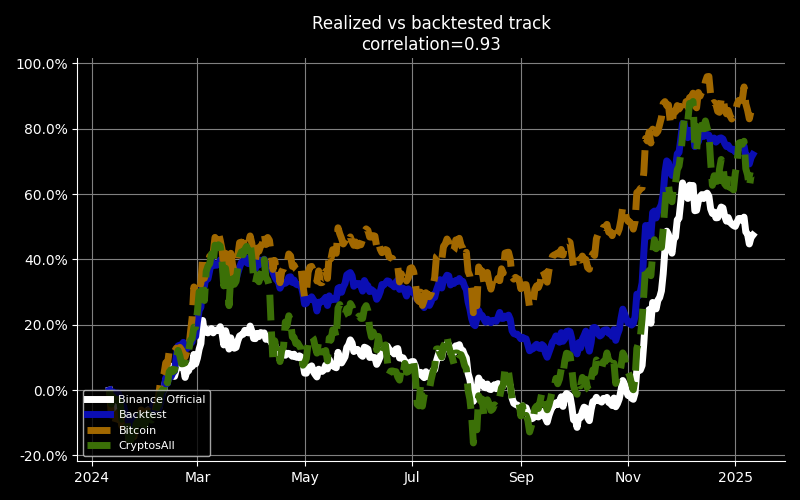 Realized vs backtested track
correlation=0.93
100.0%
80.0%
60.0%
40.0%
20.0%
0.0%
-20.0%
Binance Official
Backtest
Bitcoin
CryptosAll
2024 Mar May Jul Sep Nov 2025